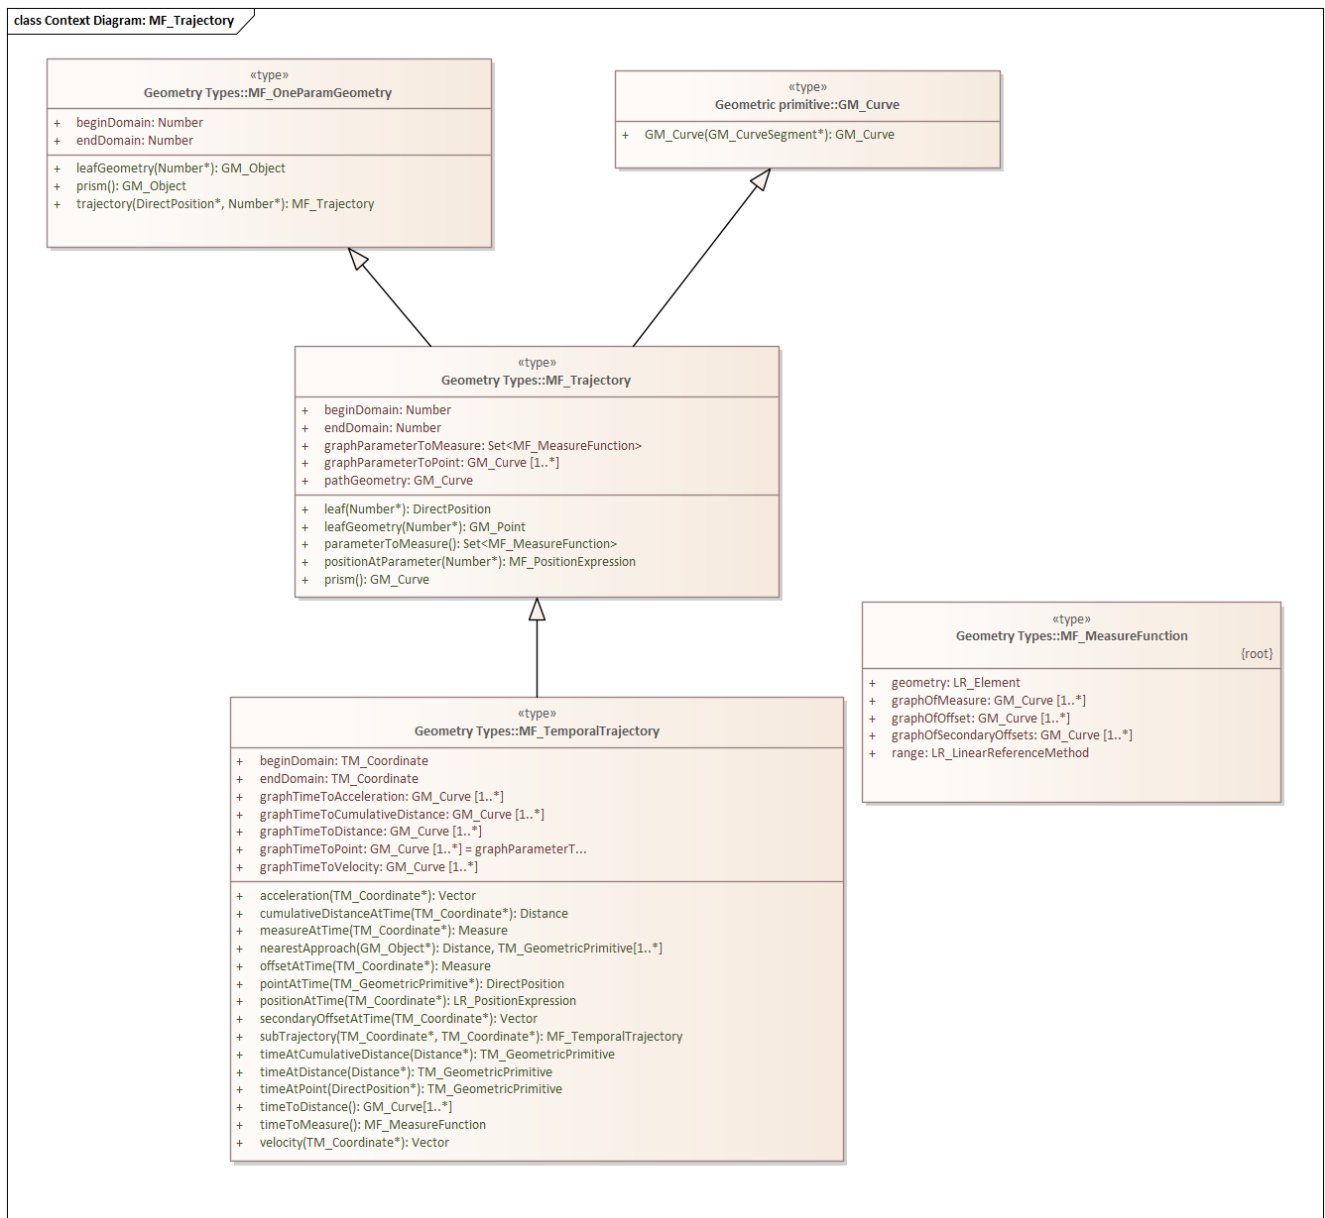 class Context Diagram: MF_Trajectory
«type»
Geometry Types::MF_OneParamGeometry
+ beginDomain: Number
+ endDomain: Number
+ leafGeometry(Number*): GM_Object
+ prism(): GM_Object
+ trajectory(DirectPosition*, Number*): MF_Trajectory
«type»
Geometric primitive::GM_Curve
+ GM_Curve(GM_CurveSegment*): GM_Curve
«type»
Geometry Types::MF_Trajectory
+ beginDomain: Number
+ endDomain: Number
+ graphParameterToMeasure: Set<MF_MeasureFunction>
+ graphParameterToPoint: GM_Curve [1..*]
+ pathGeometry: GM_Curve
+ leaf(Number*): DirectPosition
+ leafGeometry(Number*): GM_Point
+ parameterToMeasure(): Set<MF_MeasureFunction>
+ positionAtParameter(Number*): MF_PositionExpression
+ prism(): GM_Curve
«type»
Geometry Types::MF_MeasureFunction
{root}
+ geometry: LR_Element
+ graphOfMeasure: GM_Curve [1..*]
+ graphOfOffset: GM_Curve [1..*]
+ graphOfSecondaryOffsets: GM_Curve [1..*]
+ range: LR_LinearReferenceMethod
«type»
Geometry Types::MF_TemporalTrajectory
+ beginDomain: TM_Coordinate
+ endDomain: TM_Coordinate
+ graphTimeToAcceleration: GM_Curve [1..*]
+ graphTimeToCumulativeDistance: GM_Curve [1..*]
+ graphTimeToDistance: GM_Curve [1..*]
+ graphTimeToPoint: GM_Curve [1..*] = graphParameterT...
+ graphTimeToVelocity: GM_Curve [1..*]
+ acceleration(TM_Coordinate*): Vector
+ cumulativeDistanceAtTime(TM_Coordinate*): Distance
+ measureAtTime(TM_Coordinate*): Measure
+ nearestApproach(GM_Object*): Distance, TM_GeometricPrimitive[1..*]
+ offsetAtTime(TM_Coordinate*): Measure
+ pointAtTime(TM_GeometricPrimitive*): DirectPosition
+ positionAtTime(TM_Coordinate*): LR_PositionExpression
+ secondaryOffsetAtTime(TM_Coordinate*): Vector
+ subTrajectory(TM_Coordinate*, TM_Coordinate*): MF_TemporalTrajectory
+ timeAtCumulativeDistance(Distance*): TM_GeometricPrimitive
+ timeAtDistance(Distance*): TM_GeometricPrimitive
+ timeAtPoint(DirectPosition*): TM_GeometricPrimitive
+ timeToDistance(): GM_Curve[1..*]
+ timeToMeasure(): MF_MeasureFunction
+ velocity(TM_Coordinate*): Vector